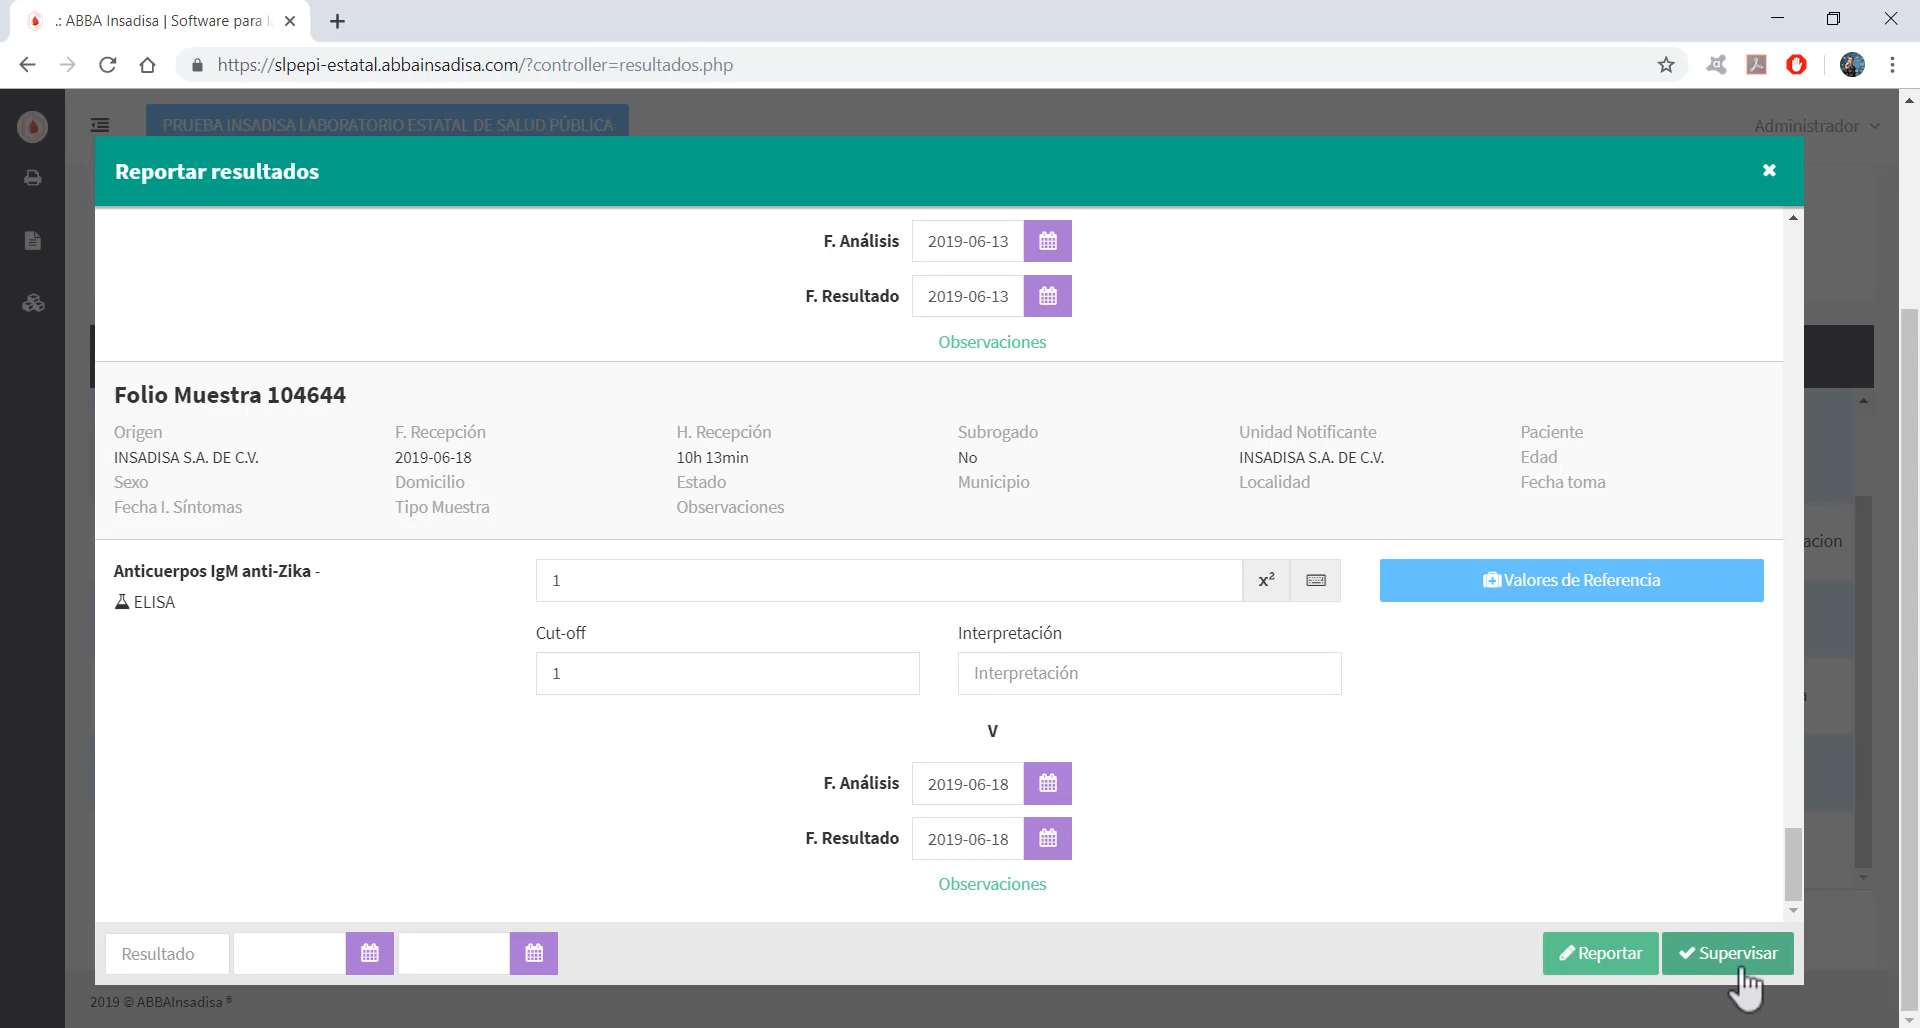 .: ABBA Insadisa | Software para l
https://slpepi-estatal.abbainsadisa.com/?controller=resultados.php
PRUEBA INSADISA LABORATORIO ESTATAL DE SALUD PÚBLICA
Administrador
Reportar resultados
F. Análisis 2019-06-13
F. Resultado 2019-06-13
Observaciones
Folio Muestra 104644
Origen F. Recepción H. Recepción Subrogado Unidad Notificante Paciente
INSADISA S.A. DE C.V. 2019-06-18 10h 13min No INSADISA S.A. DE C.V. Edad
Sexo Domicilio Estado Municipio Localidad Fecha toma
Fecha I. Síntomas Tipo Muestra Observaciones
acion
Anticuerpos IgM anti-Zika - 1 x² Valores de Referencia
ELISA
Cut-off Interpretación
1 Interpretación
V
F. Análisis 2019-06-18
F. Resultado 2019-06-18
Observaciones
Resultado Reportar Supervisar
2019 © ABBAInsadisa ®